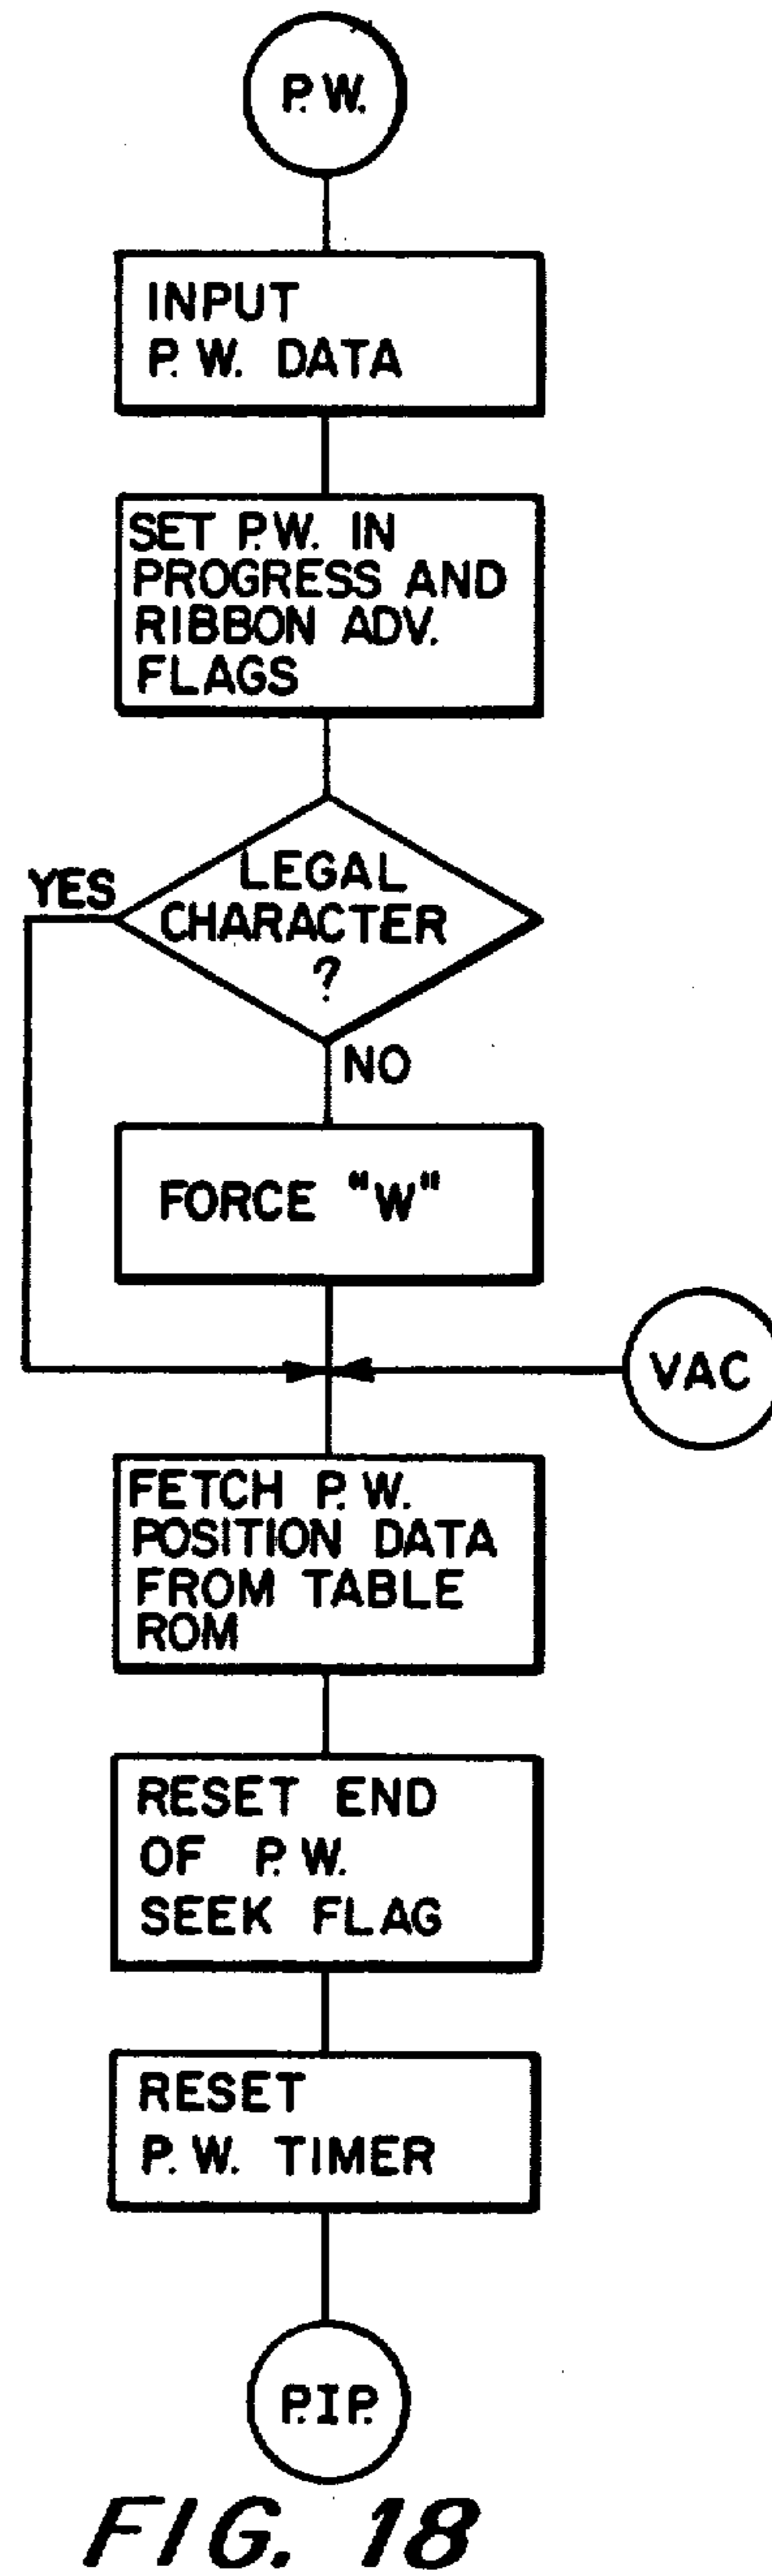 P.W.
INPUT
P.W. DATA
SET P.W. IN
PROGRESS AND
RIBBON ADV.
FLAGS
YES
LEGAL
CHARACTER
?
NO
FORCE "W"
VAC
FETCH P.W.
POSITION DATA
FROM TABLE
ROM
RESET END
OF P.W.
SEEK FLAG
RESET
P.W. TIMER
P.I.P.
FIG. 18